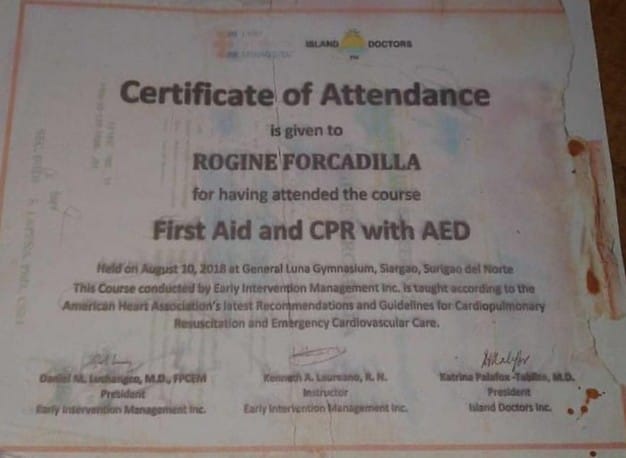 ISLAND DOCTORS
Certificate of Attendance
is given to
ROGINE FORCADILLA
for having attended the course
First Aid and CPR with AED
Held on August 10, 2018 at General Luna Gymnasium, Siargao, Surigao del Norte
This Course conducted by Early Intervention Management Inc. is taught according to the
American Heart Association's latest Recommendations and Guidelines for Cardiopulmonary
Resuscitation and Emergency Cardiovascular Care.
Daniel M. M.D., FPCEM
President
Early Intervention Management Inc.
Kenneth A. Laureano, R. N.
Instructor
Early Intervention Management Inc.
Katrina Palafox M.D.
President
Island Doctors Inc.